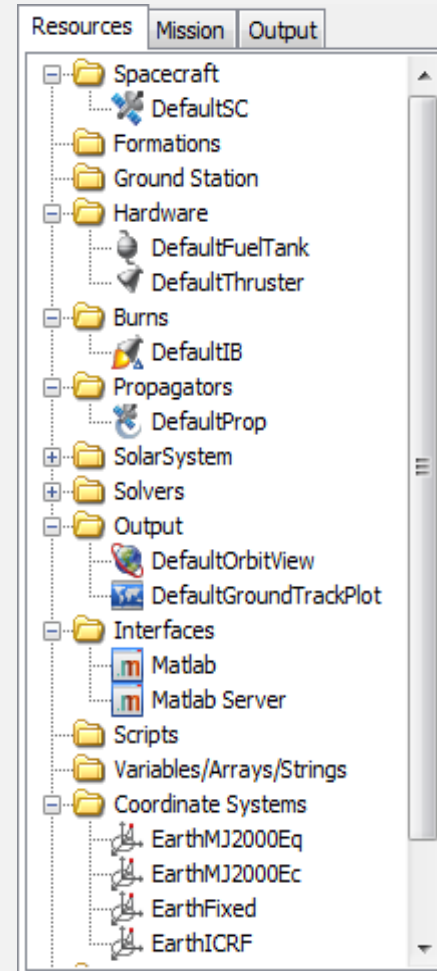 Resources Mission Output
Spacecraft
DefaultSC
Formations
Ground Station
Hardware
DefaultFuelTank
DefaultThruster
Burns
DefaultIB
Propagators
DefaultProp
SolarSystem
Solvers
Output
DefaultOrbitView
DefaultGroundTrackPlot
Interfaces
.m Matlab
.m Matlab Server
Scripts
Variables/Arrays/Strings
Coordinate Systems
EarthMJ2000Eq
EarthMJ2000Ec
EarthFixed
EarthICRF